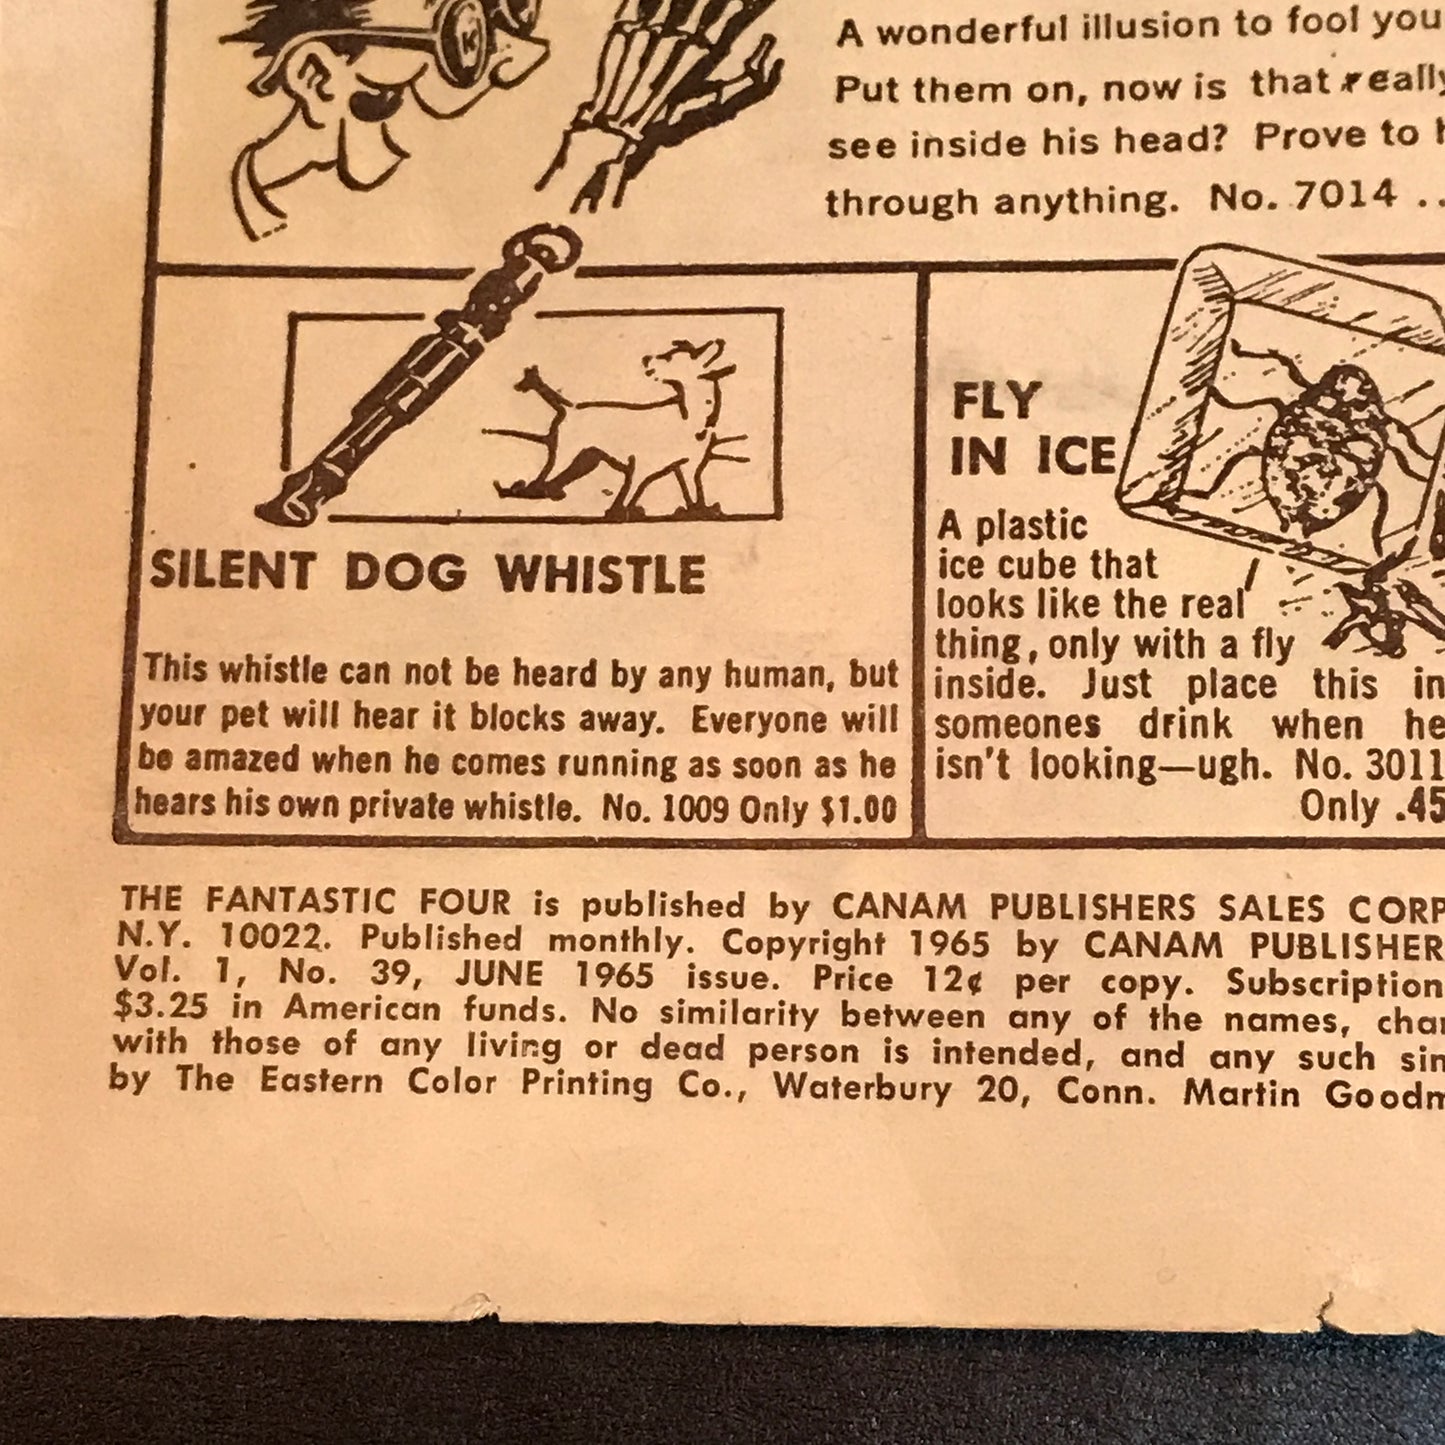 K
A wonderful illusion to fool you
Put them on, now is that really
see inside his head? Prove to
through anything. No. 7014 ..
SILENT DOG WHISTLE
This whistle can not be heard by any human, but
your pet will hear it blocks away. Everyone will
be amazed when he comes running as soon as he
hears his own private whistle. No. 1009 Only $1.00
FLY
IN ICE
A plastic
ice cube that
looks like the real
thing, only with a fly
inside. Just place this in
someones drink when he
isn't looking—ugh. No. 3011
Only .45
THE FANTASTIC FOUR is published by CANAM PUBLISHERS SALES CORP
N.Y. 10022. Published monthly. Copyright 1965 by CANAM PUBLISHER
Vol. 1, No. 39, JUNE 1965 issue. Price 12¢ per copy. Subscription
$3.25 in American funds. No similarity between any of the names,
with those of any living or dead person is intended, and any such
by The Eastern Color Printing Co., Waterbury 20, Conn. Martin